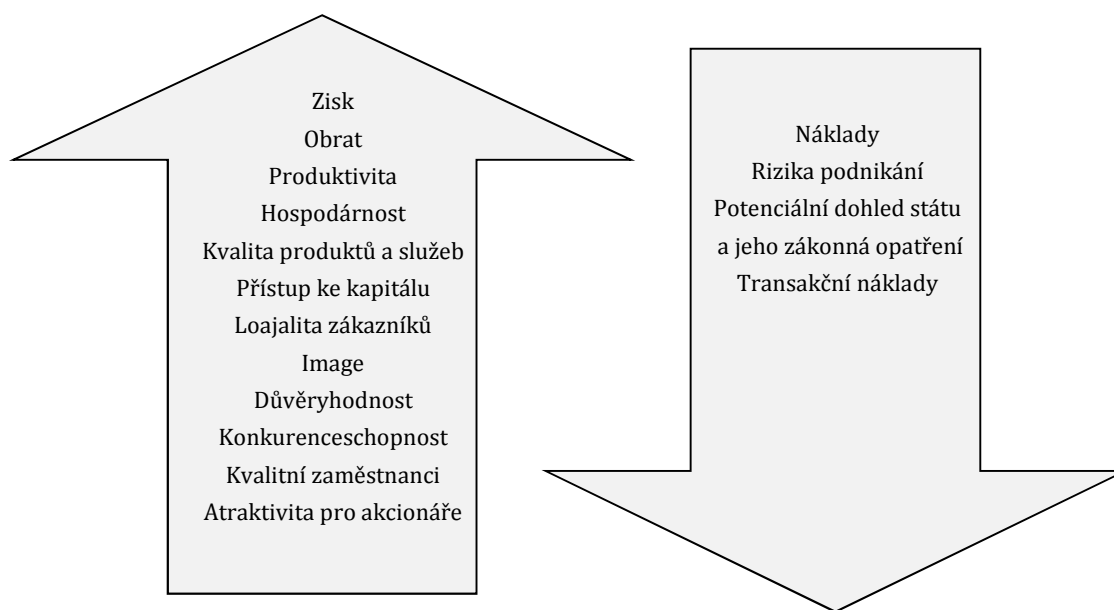 Zisk
Obrat
Produktivita
Hospodárnost
Kvalita produktů a služeb
Přístup ke kapitálu
Loajalita zákazníků
Image
Důvěryhodnost
Konkurenceschopnost
Kvalitní zaměstnanci
Atraktivita pro akcionáře
Náklady
Rizika podnikání
Potenciální dohled státu
a jeho zákonná opatření
Transakční náklady